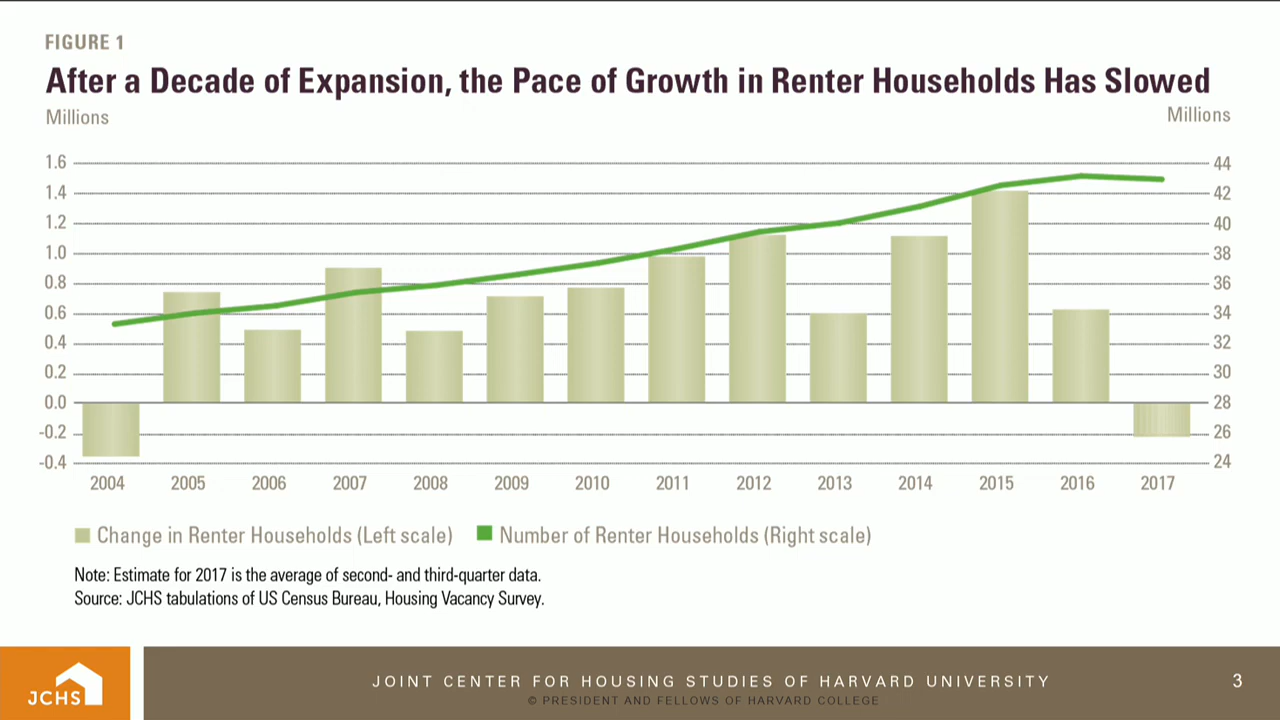 FIGURE 1
After a Decade of Expansion, the Pace of Growth in Renter Households Has Slowed
Millions
Millions
1.6
1.4
1.2
1.0
0.8
0.6
0.4
0.2
0.0
-0.2
-0.4
44
42
40
38
36
34
32
30
28
26
24
2004 2005 2006 2007 2008 2009 2010 2011 2012 2013 2014 2015 2016 2017
Change in Renter Households (Left scale) Number of Renter Households (Right scale)
Note: Estimate for 2017 is the average of second- and third-quarter data.
Source: JCHS tabulations of US Census Bureau, Housing Vacancy Survey.
JCHS
JOINT CENTER FOR HOUSING STUDIES OF HARVARD UNIVERSITY
© PRESIDENT AND FELLOWS OF HARVARD COLLEGE
3